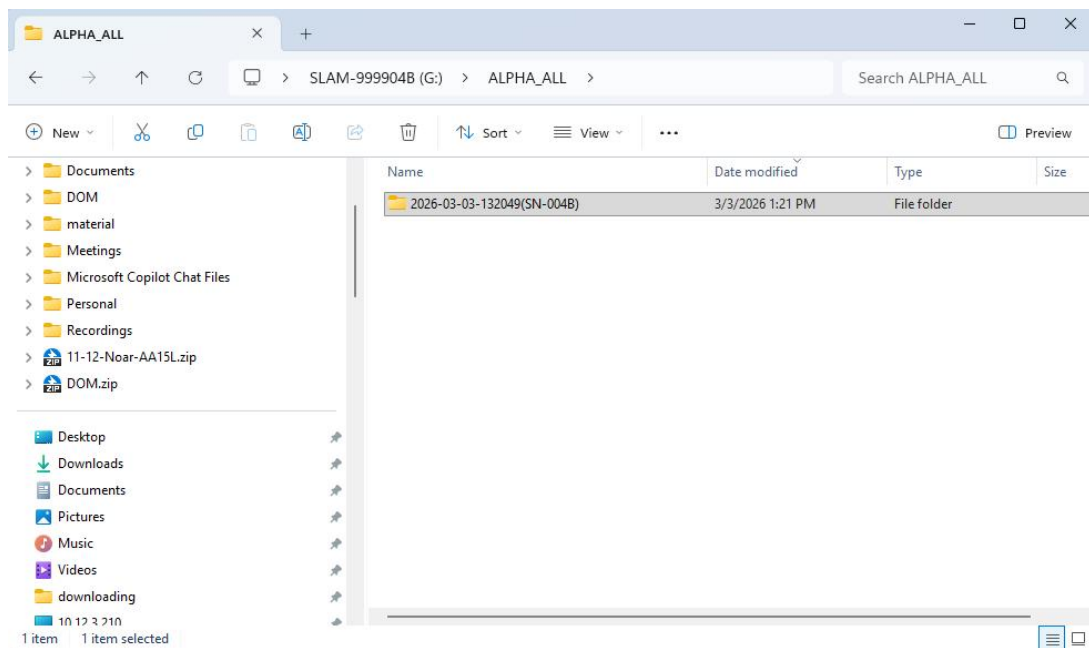 ALPHA_ALL
SLAM-999904B (G:) > ALPHA_ALL >
Search ALPHA_ALL
New
Sort
View
Preview
Documents
DOM
material
Meetings
Microsoft Copilot Chat Files
Personal
Recordings
11-12-Noar-AA15L.zip
DOM.zip
Desktop
Downloads
Documents
Pictures
Music
Videos
downloading
10.12.3.210
Name Date modified Type Size
2026-03-03-132049(SN-004B) 3/3/2026 1:21 PM File folder
1 item 1 item selected